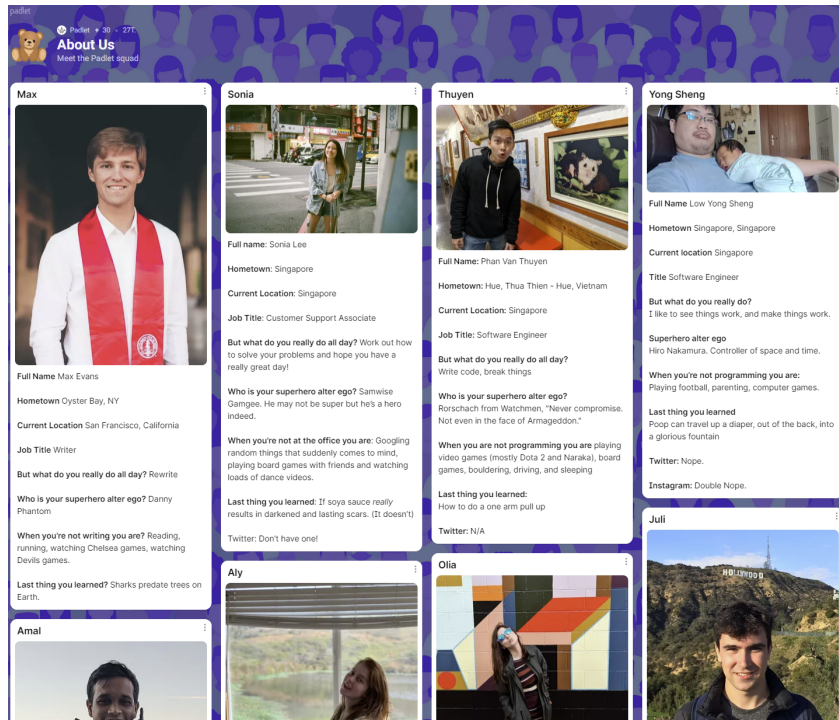 padlet
Padlet + 30 • 27T.
About Us
Meet the Padlet squad
Max
Full Name Max Evans
Hometown Oyster Bay, NY
Current Location San Francisco, California
Job Title Writer
But what do you really do all day? Rewrite
Who is your superhero alter ego? Danny
Phantom
When you're not writing you are? Reading,
running, watching Chelsea games, watching
Devils games.
Last thing you learned? Sharks predate trees on
Earth.
Amal
Sonia
Full name: Sonia Lee
Hometown: Singapore
Current Location: Singapore
Job Title: Customer Support Associate
But what do you really do all day? Work out how
to solve your problems and hope you have a
really great day!
Who is your superhero alter ego? Samwise
Gamgee. He may not be super but he's a hero
indeed.
When you're not at the office you are: Googling
random things that suddenly comes to mind,
playing board games with friends and watching
loads of dance videos.
Last thing you learned: If soya sauce really
results in darkened and lasting scars. (It doesn't)
Twitter: Don't have one!
Aly
Thuyen
Full Name: Phan Van Thuyen
Hometown: Hue, Thua Thien - Hue, Vietnam
Current Location: Singapore
Job Title: Software Engineer
But what do you really do all day?
Write code, break things
Who is your superhero alter ego?
Rorschach from Watchmen, "Never compromise.
Not even in the face of Armageddon."
When you are not programming you are playing
video games (mostly Dota 2 and Naraka), board
games, bouldering, driving, and sleeping
Last thing you learned:
How to do a one arm pull up
Twitter: N/A
Olia
Yong Sheng
Full Name Low Yong Sheng
Hometown Singapore, Singapore
Current location Singapore
Title Software Engineer
But what do you really do?
I like to see things work, and make things work.
Superhero alter ego
Hiro Nakamura. Controller of space and time.
When you're not programming you are:
Playing football, parenting, computer games.
Last thing you learned
Poop can travel up a diaper, out of the back, into
a glorious fountain
Twitter: Nope.
Instagram: Double Nope.
Juli
HOLLYWOOD